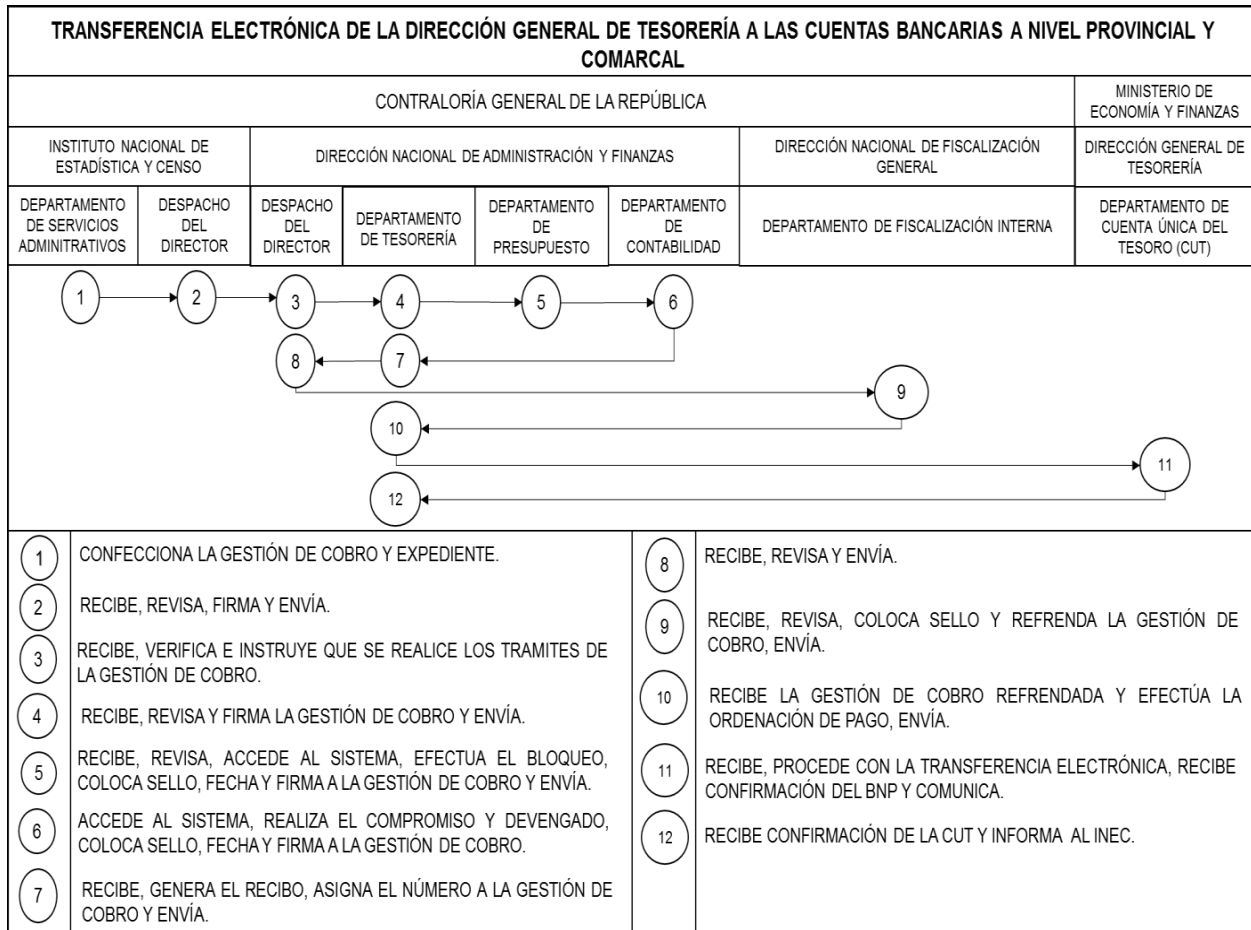 TRANSFERENCIA ELECTRÓNICA DE LA DIRECCIÓN GENERAL DE TESORERÍA A LAS CUENTAS BANCARIAS A NIVEL PROVINCIAL Y
COMARCAL
CONTRALORÍA GENERAL DE LA REPÚBLICA
MINISTERIO DE
ECONOMÍA Y FINANZAS
INSTITUTO NACIONAL DE
ESTADÍSTICA Y CENSO
DIRECCIÓN NACIONAL DE ADMINISTRACIÓN Y FINANZAS
DIRECCIÓN NACIONAL DE FISCALIZACIÓN
GENERAL
DIRECCIÓN GENERAL DE
TESORERÍA
DEPARTAMENTO
DE SERVICIOS
ADMINITRATIVOS
DESPACHO
DEL
DIRECTOR
DESPACHO
DEL
DIRECTOR
DEPARTAMENTO
DE TESORERÍA
DEPARTAMENTO
DE
PRESUPUESTO
DEPARTAMENTO
DE
CONTABILIDAD
DEPARTAMENTO DE FISCALIZACIÓN INTERNA
DEPARTAMENTO DE
CUENTA ÚNICA DEL
TESORO (CUT)
1
2
3
4
5
6
8
7
9
10
11
12
1
CONFECCIONA LA GESTIÓN DE COBRO Y EXPEDIENTE.
2
RECIBE, REVISA, FIRMA Y ENVÍA.
3
RECIBE, VERIFICA E INSTRUYE QUE SE REALICE LOS TRAMITES DE
LA GESTIÓN DE COBRO.
4
RECIBE, REVISA Y FIRMA LA GESTIÓN DE COBRO Y ENVÍA.
5
RECIBE, REVISA, ACCEDE AL SISTEMA, EFECTUA EL BLOQUEO,
COLOCA SELLO, FECHA Y FIRMA A LA GESTIÓN DE COBRO Y ENVÍA.
6
ACCEDE AL SISTEMA, REALIZA EL COMPROMISO Y DEVENGADO,
COLOCA SELLO, FECHA Y FIRMA A LA GESTIÓN DE COBRO.
7
RECIBE, GENERA EL RECIBO, ASIGNA EL NÚMERO A LA GESTIÓN DE
COBRO Y ENVÍA.
8
RECIBE, REVISA Y ENVÍA.
9
RECIBE, REVISA, COLOCA SELLO Y REFRENDA LA GESTIÓN DE
COBRO, ENVÍA.
10
RECIBE LA GESTIÓN DE COBRO REFRENDADA Y EFECTÚA LA
ORDENACIÓN DE PAGO, ENVÍA.
11
RECIBE, PROCEDE CON LA TRANSFERENCIA ELECTRÓNICA, RECIBE
CONFIRMACIÓN DEL BNP Y COMUNICA.
12
RECIBE CONFIRMACIÓN DE LA CUT Y INFORMA AL INEC.